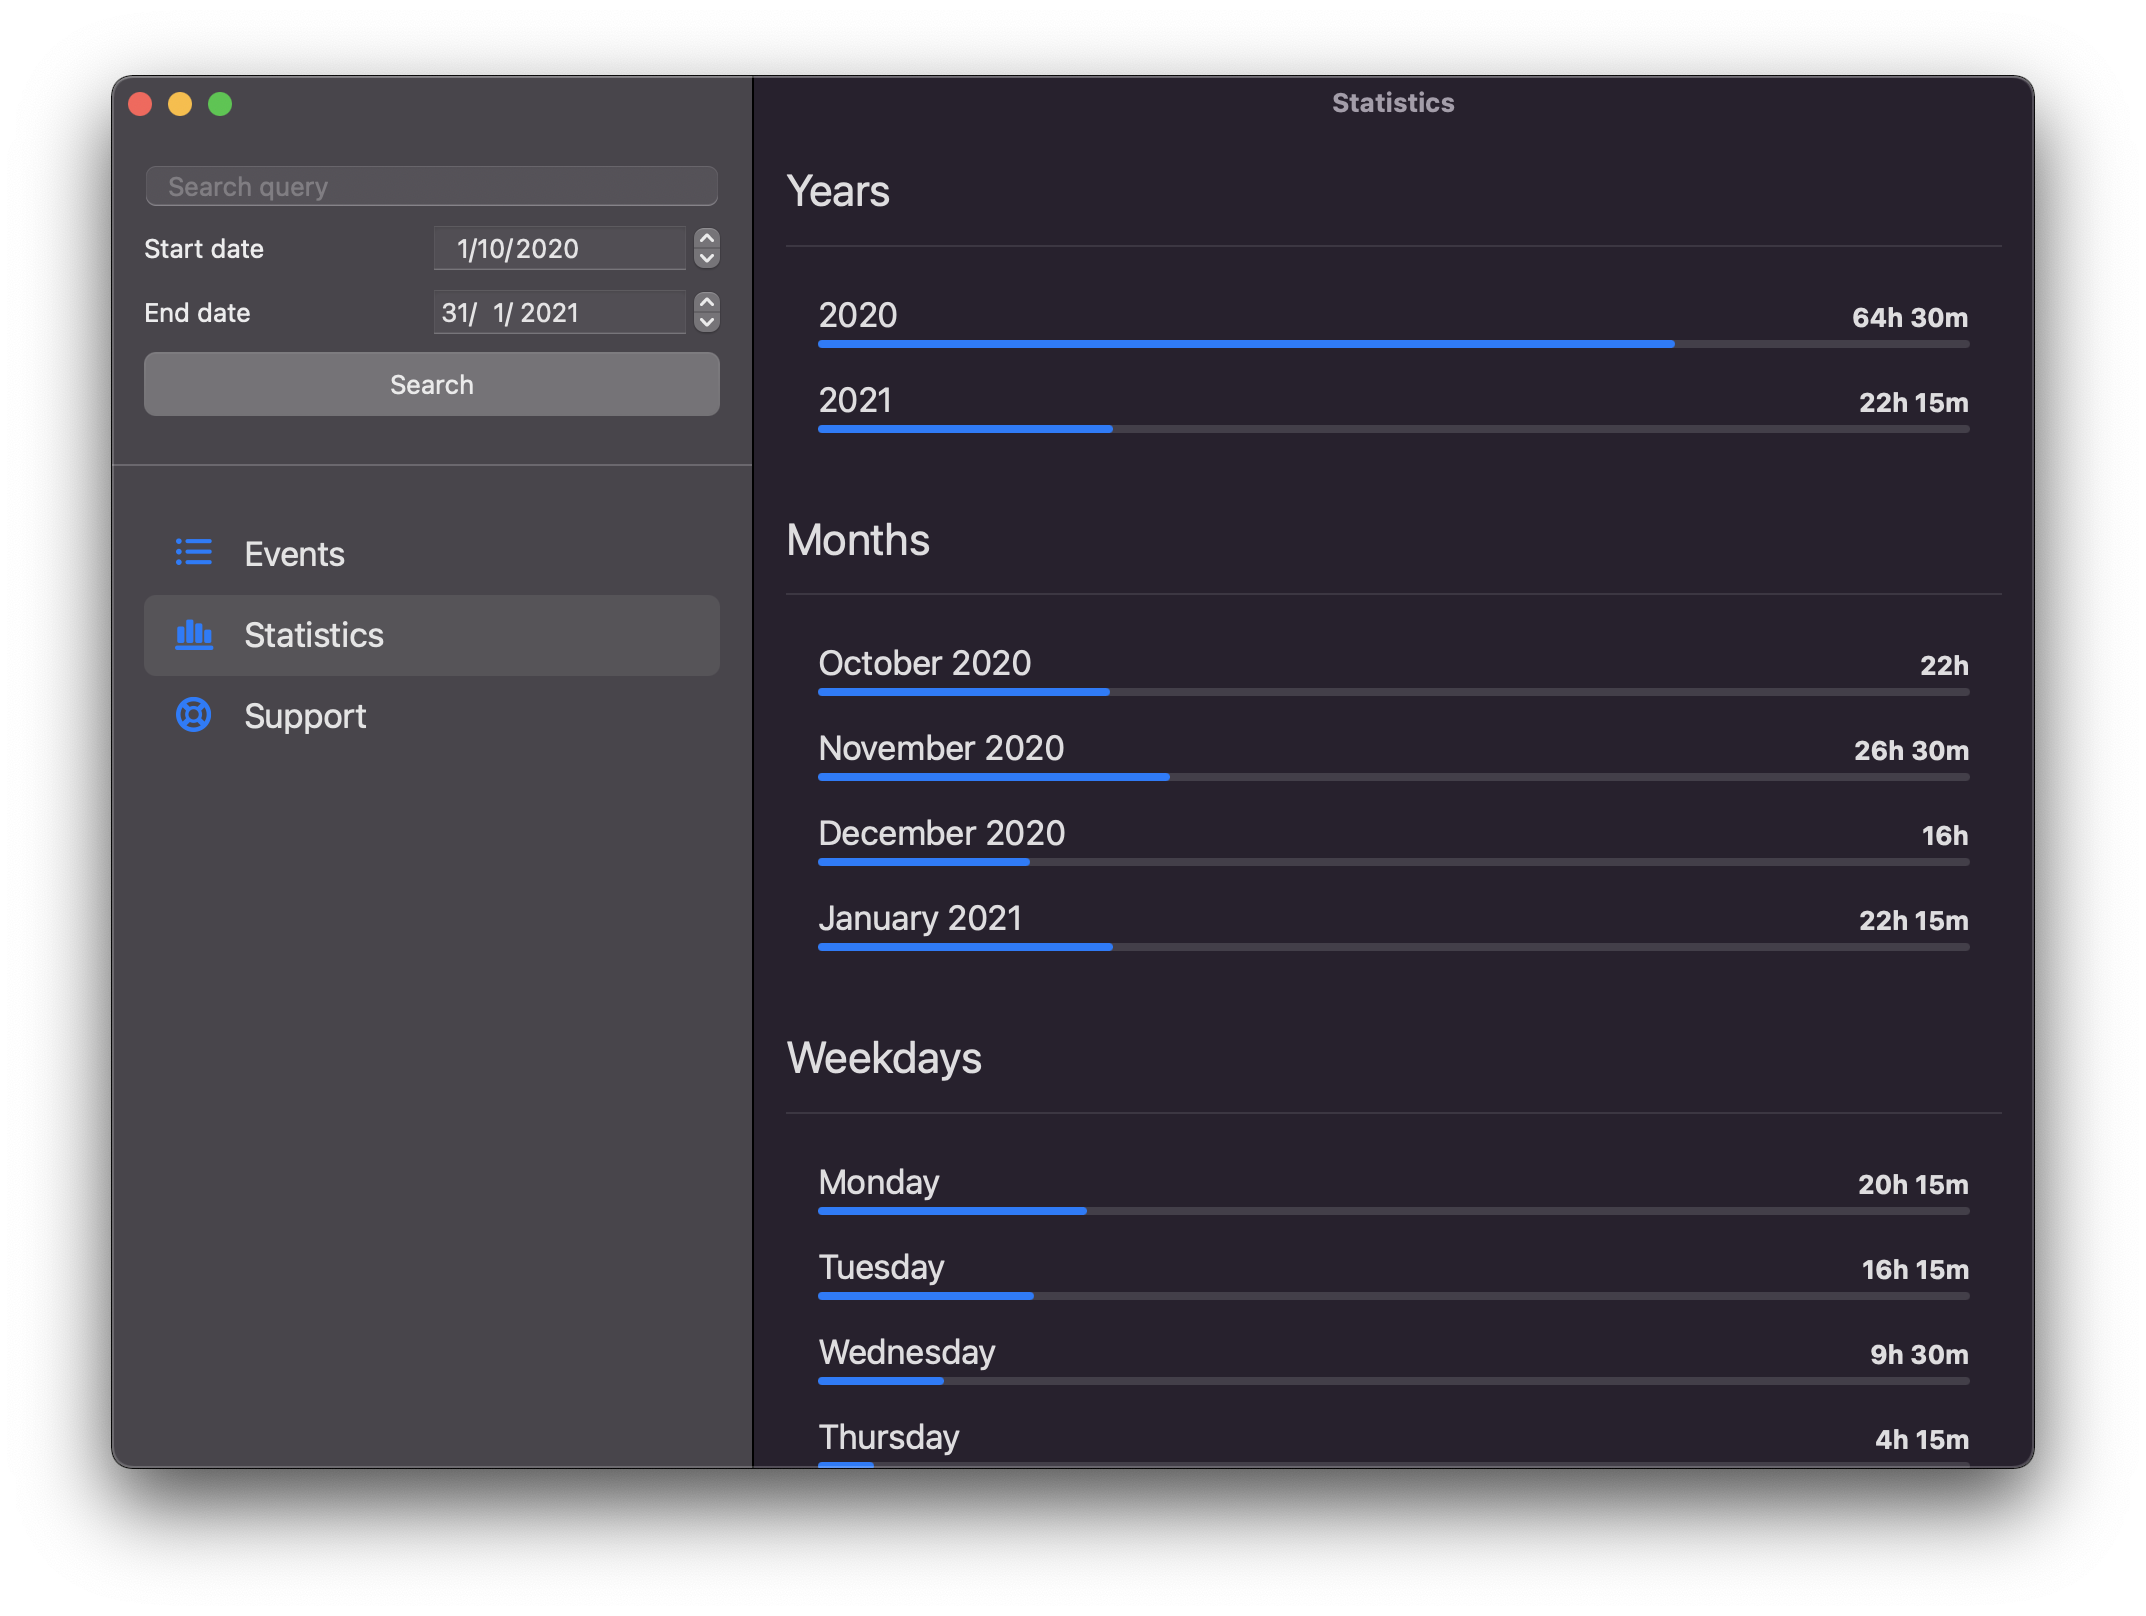 Search query
Start date 1/10/2020
End date 31/ 1/ 2021
Search
Events
Statistics
Support
Statistics
Years
2020 64h 30m
2021 22h 15m
Months
October 2020 22h
November 2020 26h 30m
December 2020 16h
January 2021 22h 15m
Weekdays
Monday 20h 15m
Tuesday 16h 15m
Wednesday 9h 30m
Thursday 4h 15m